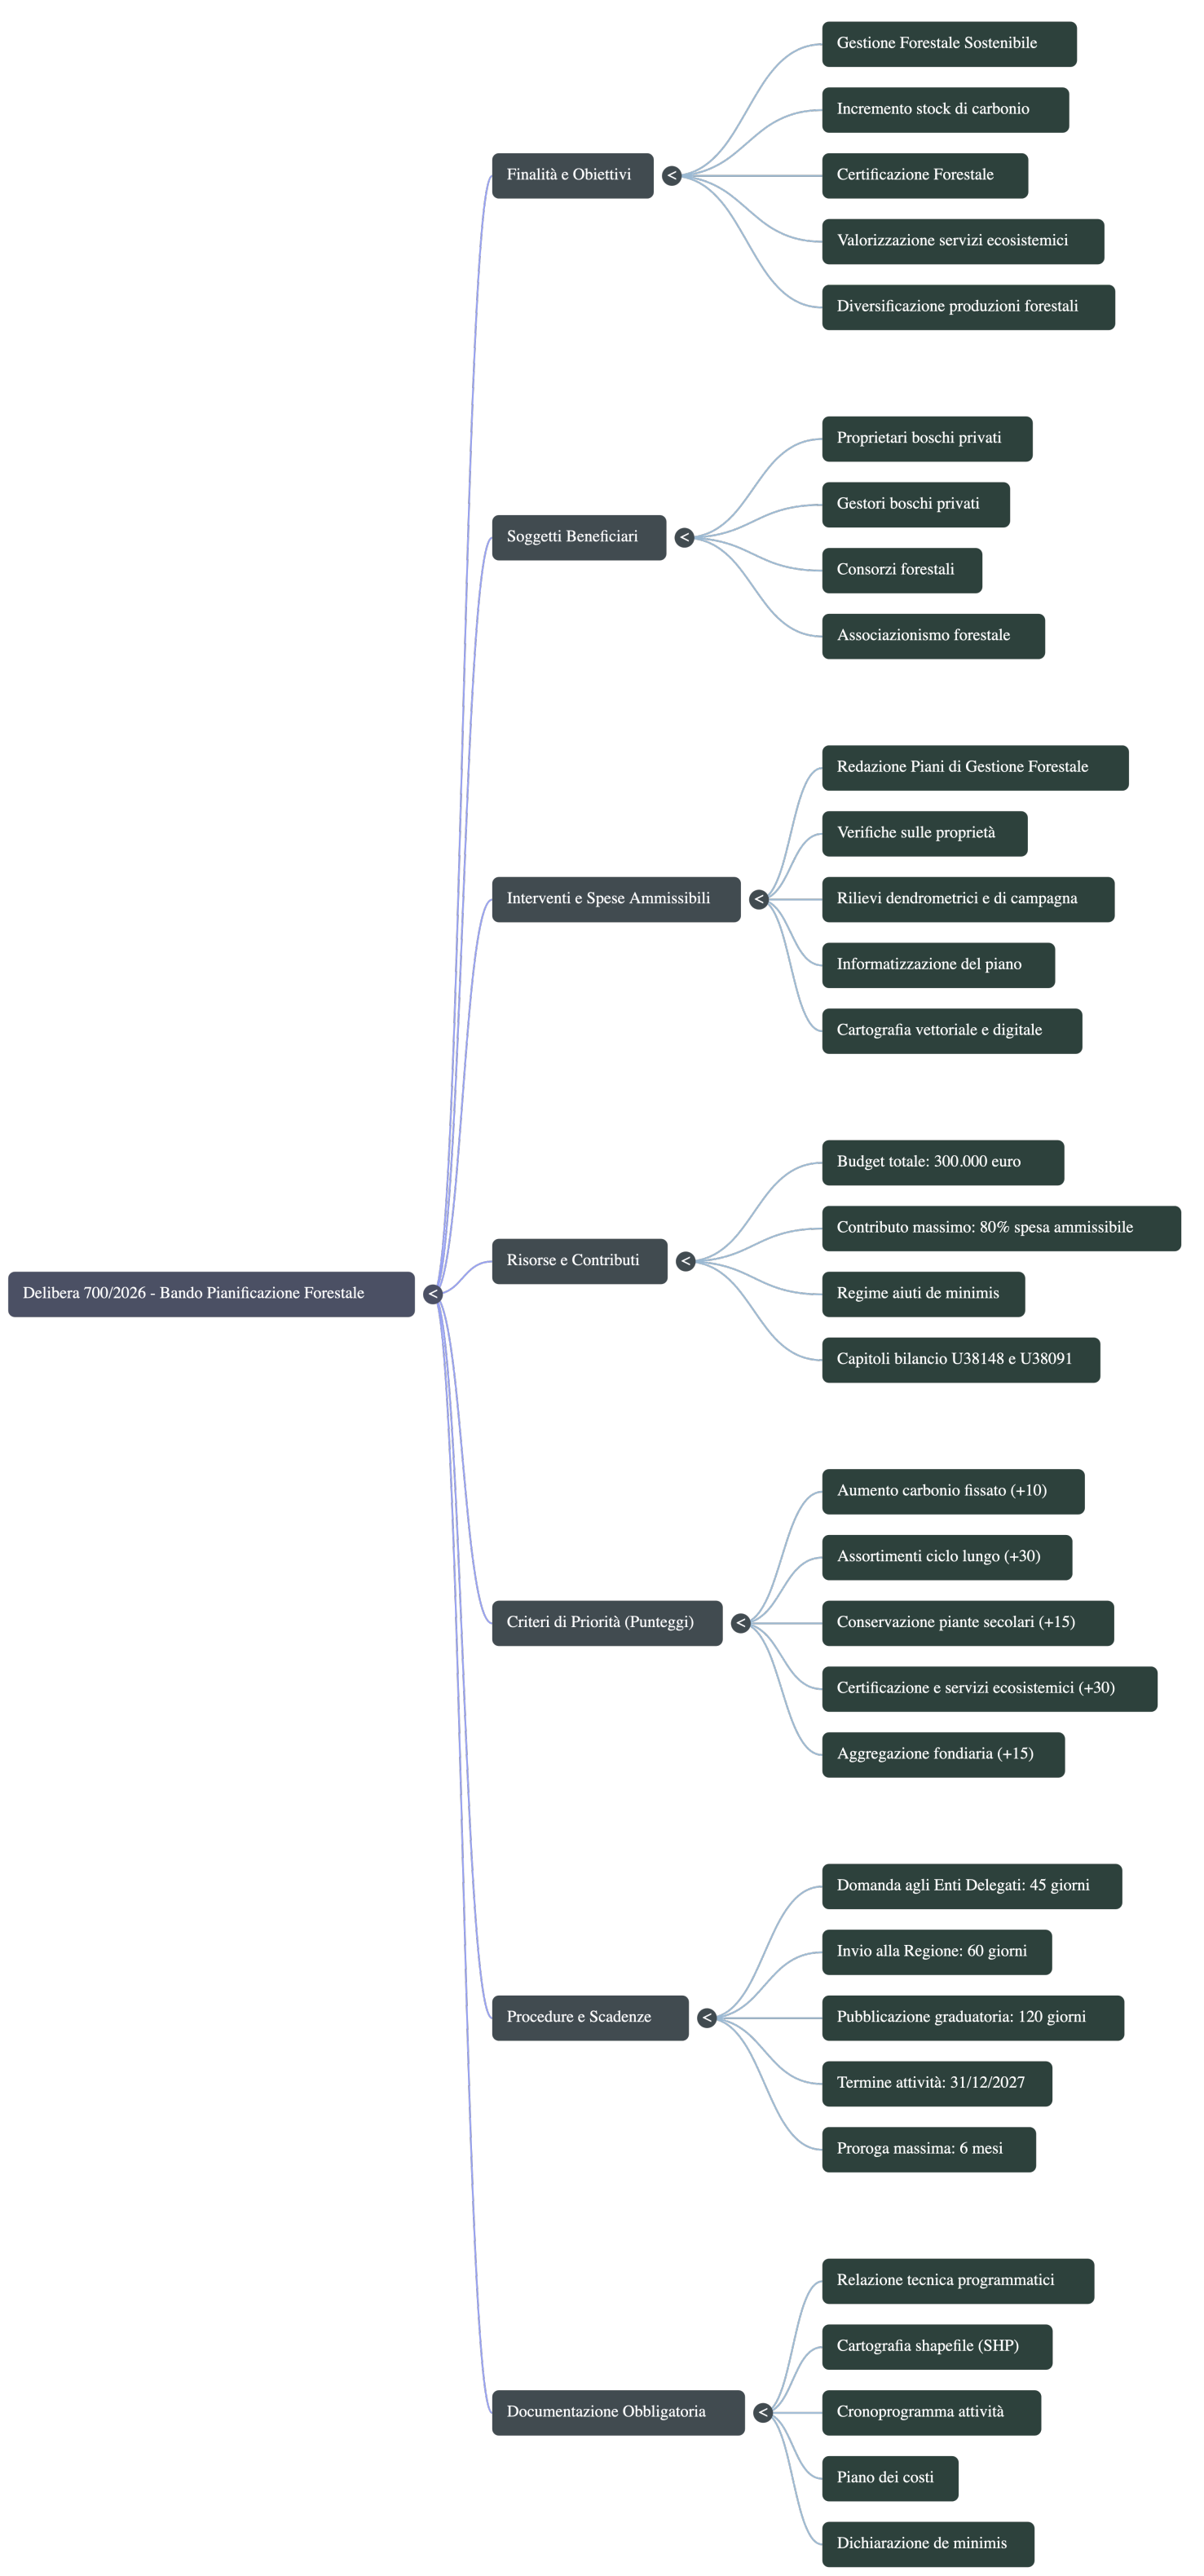 Delibera 700/2026 - Bando Pianificazione Forestale
<
Finalità e Obiettivi
<
Gestione Forestale Sostenibile
Incremento stock di carbonio
Certificazione Forestale
Valorizzazione servizi ecosistemici
Diversificazione produzioni forestali
Soggetti Beneficiari
<
Proprietari boschi privati
Gestori boschi privati
Consorzi forestali
Associazionismo forestale
Interventi e Spese Ammissibili
<
Redazione Piani di Gestione Forestale
Verifiche sulle proprietà
Rilievi dendrometrici e di campagna
Informatizzazione del piano
Cartografia vettoriale e digitale
Risorse e Contributi
<
Budget totale: 300.000 euro
Contributo massimo: 80% spesa ammissibile
Regime aiuti de minimis
Capitoli bilancio U38148 e U38091
Criteri di Priorità (Punteggi)
<
Aumento carbonio fissato (+10)
Assortimenti ciclo lungo (+30)
Conservazione piante secolari (+15)
Certificazione e servizi ecosistemici (+30)
Aggregazione fondiaria (+15)
Procedure e Scadenze
<
Domanda agli Enti Delegati: 45 giorni
Invio alla Regione: 60 giorni
Pubblicazione graduatoria: 120 giorni
Termine attività: 31/12/2027
Proroga massima: 6 mesi
Documentazione Obbligatoria
<
Relazione tecnica programmatici
Cartografia shapefile (SHP)
Cronoprogramma attività
Piano dei costi
Dichiarazione de minimis